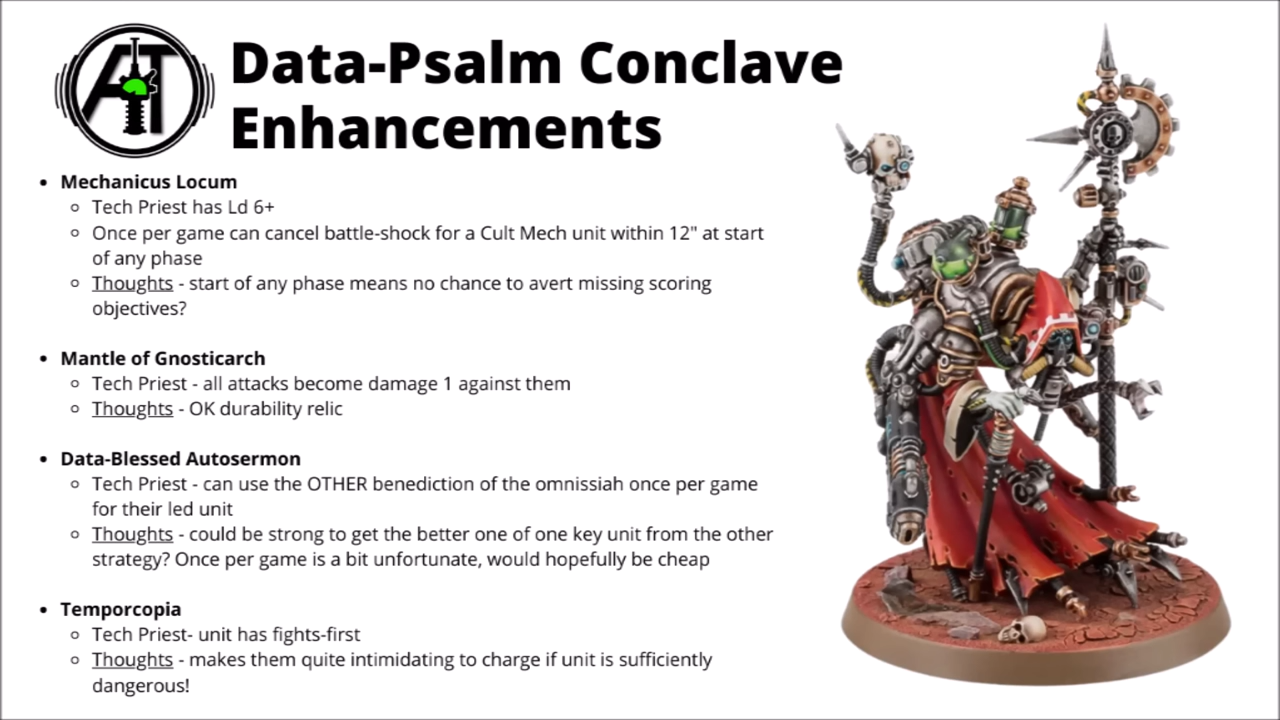 AT
Data-Psalm Conclave
Enhancements
• Mechanicus Locum
◦ Tech Priest has Ld 6+
◦ Once per game can cancel battle-shock for a Cult Mech unit within 12" at start
of any phase
◦ Thoughts - start of any phase means no chance to avert missing scoring
objectives?
• Mantle of Gnosticarch
◦ Tech Priest - all attacks become damage 1 against them
◦ Thoughts - OK durability relic
• Data-Blessed Autosermon
◦ Tech Priest - can use the OTHER benediction of the omnissiah once per game
for their led unit
◦ Thoughts - could be strong to get the better one of one key unit from the other
strategy? Once per game is a bit unfortunate, would hopefully be cheap
• Temporcopia
◦ Tech Priest- unit has fights-first
◦ Thoughts - makes them quite intimidating to charge if unit is sufficiently
dangerous!